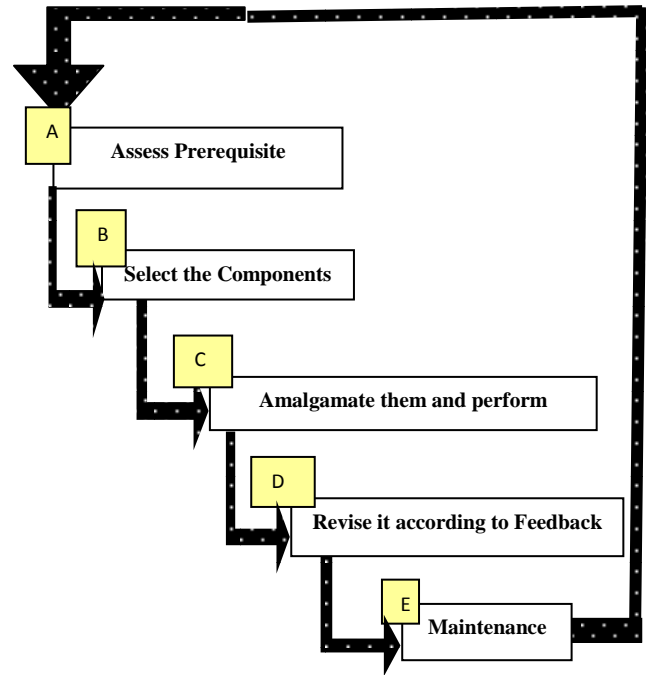 A
Assess Prerequisite
B
Select the Components
C
Amalgamate them and perform
D
Revise it according to Feedback
E
Maintenance